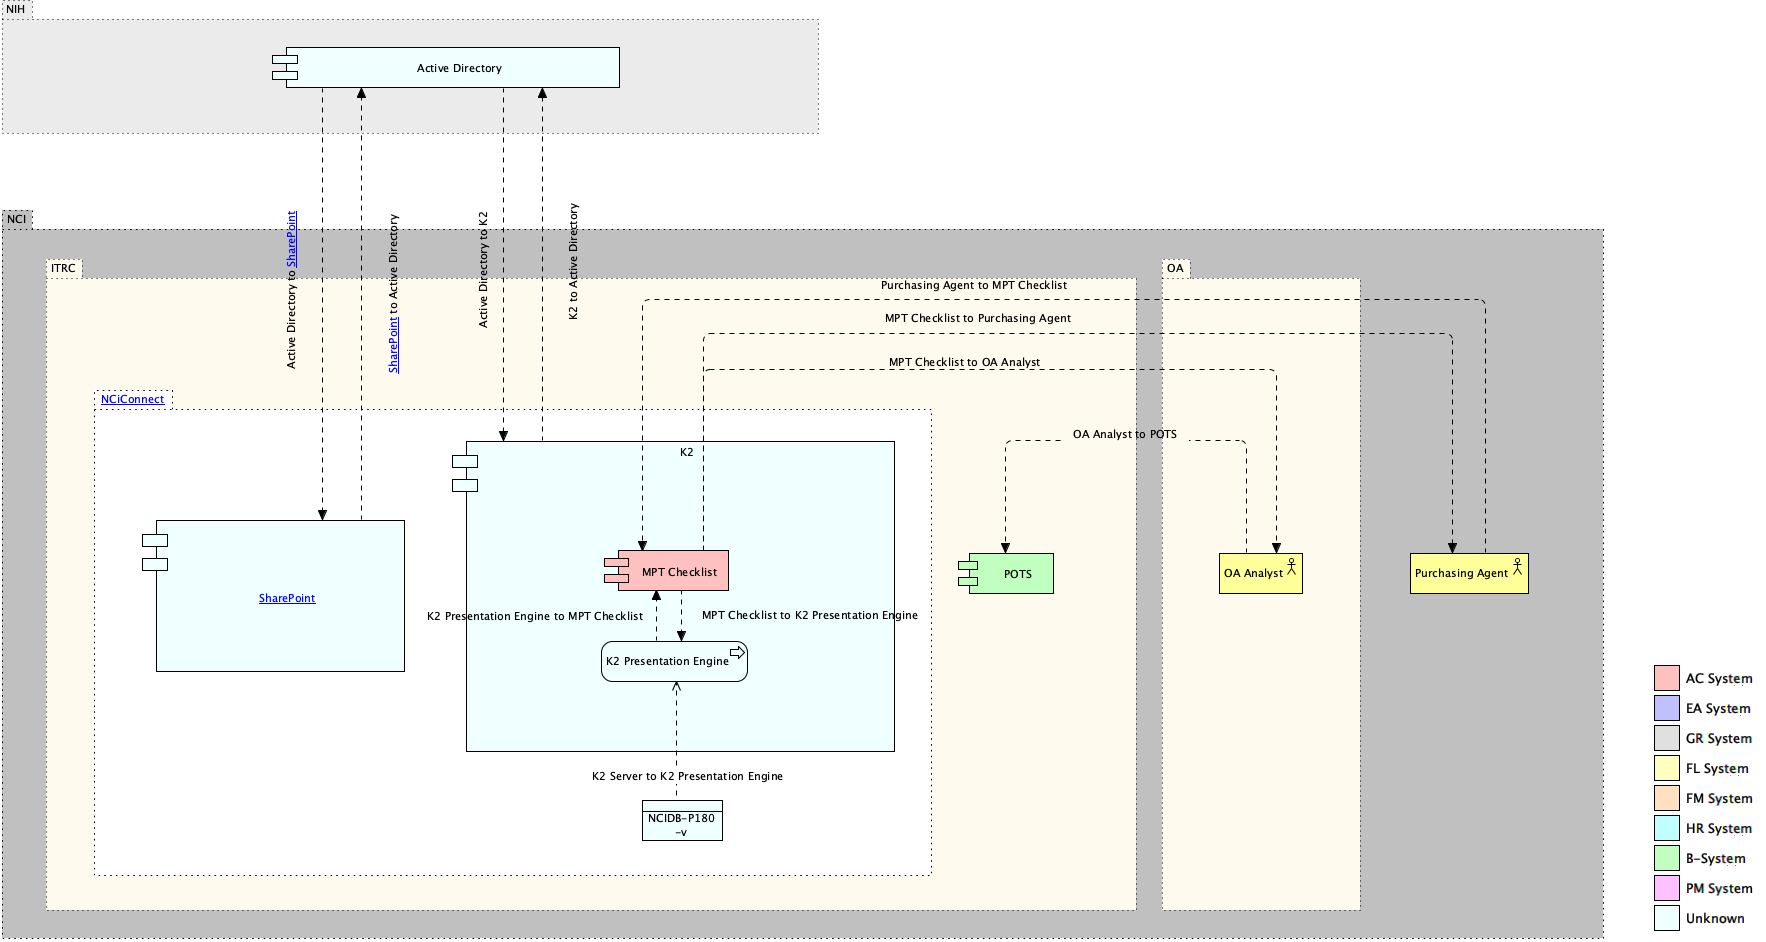 NIH
Active Directory
Active Directory to SharePoint
SharePoint to Active Directory
Active Directory to K2
K2 to Active Directory
NCI
ITRC
OA
Purchasing Agent to MPT Checklist
MPT Checklist to Purchasing Agent
MPT Checklist to OA Analyst
NCiConnect
OA Analyst to POTS
K2
SharePoint
MPT Checklist
POTS
OA Analyst
Purchasing Agent
K2 Presentation Engine to MPT Checklist
MPT Checklist to K2 Presentation Engine
K2 Presentation Engine
K2 Server to K2 Presentation Engine
NCIDB-P180
-v
AC System
EA System
GR System
FL System
FM System
HR System
B-System
PM System
Unknown